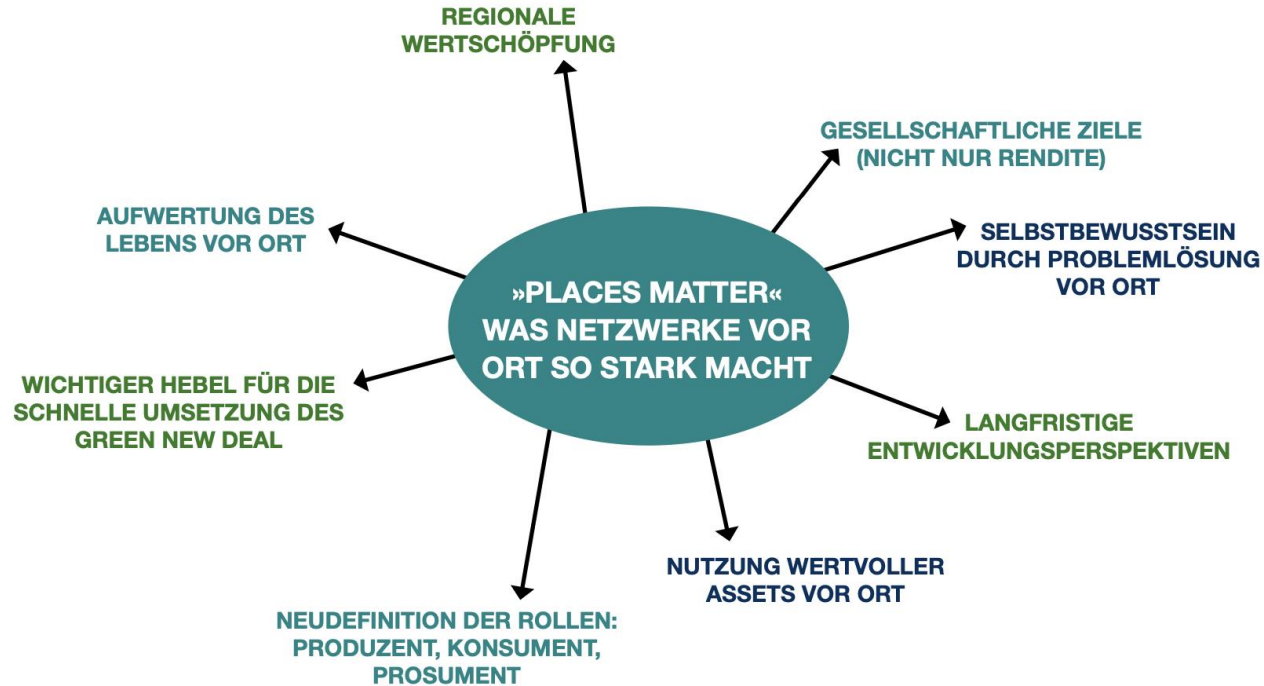 REGIONALE
WERTSCHÖPFUNG
GESELLSCHAFTLICHE ZIELE
(NICHT NUR RENDITE)
AUFWERTUNG DES
LEBENS VOR ORT
SELBSTBEWUSSTSEIN
DURCH PROBLEMLÖSUNG
VOR ORT
»PLACES MATTER«
WAS NETZWERKE VOR
ORT SO STARK MACHT
WICHTIGER HEBEL FÜR DIE
SCHNELLE UMSETZUNG DES
GREEN NEW DEAL
LANGFRISTIGE
ENTWICKLUNGSPERSPEKTIVEN
NUTZUNG WERTVOLLER
ASSETS VOR ORT
NEUDEFINITION DER ROLLEN:
PRODUZENT, KONSUMENT,
PROSUMENT